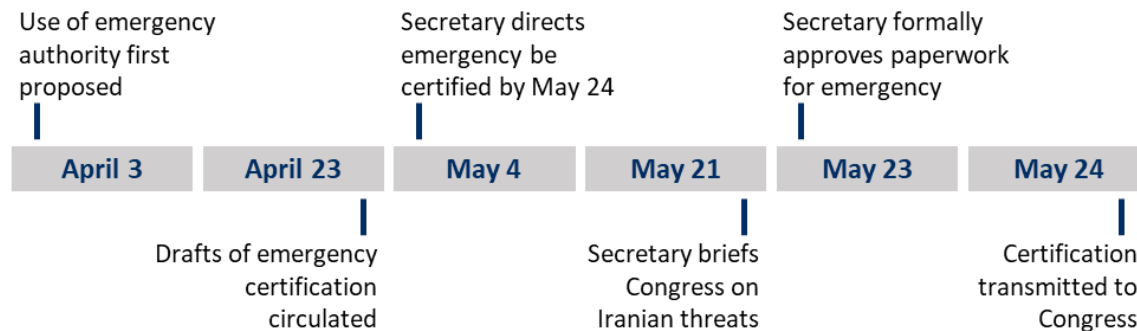 Use of emergency
authority first
proposed
Secretary directs
emergency be
certified by May 24
Secretary formally
approves paperwork
for emergency
April 3
April 23
May 4
May 21
May 23
May 24
Drafts of emergency
certification
circulated
Secretary briefs
Congress on
Iranian threats
Certification
transmitted to
Congress